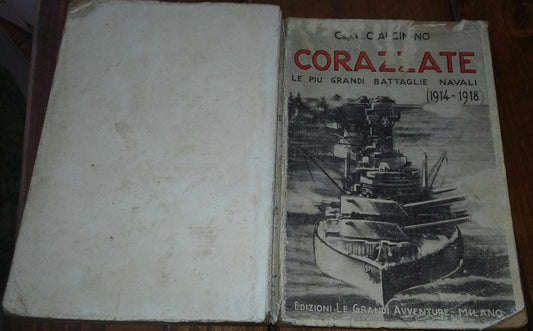 CORAZZATE
LE PIÙ GRANDI BATTAGLIE NAVALI
(1914-1918)
EDIZIONI LE GRANDI AVVENTURE - MILANO